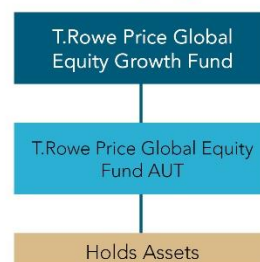 T.Rowe Price Global
Equity Growth Fund
T.Rowe Price Global Equity
Fund AUT
Holds Assets